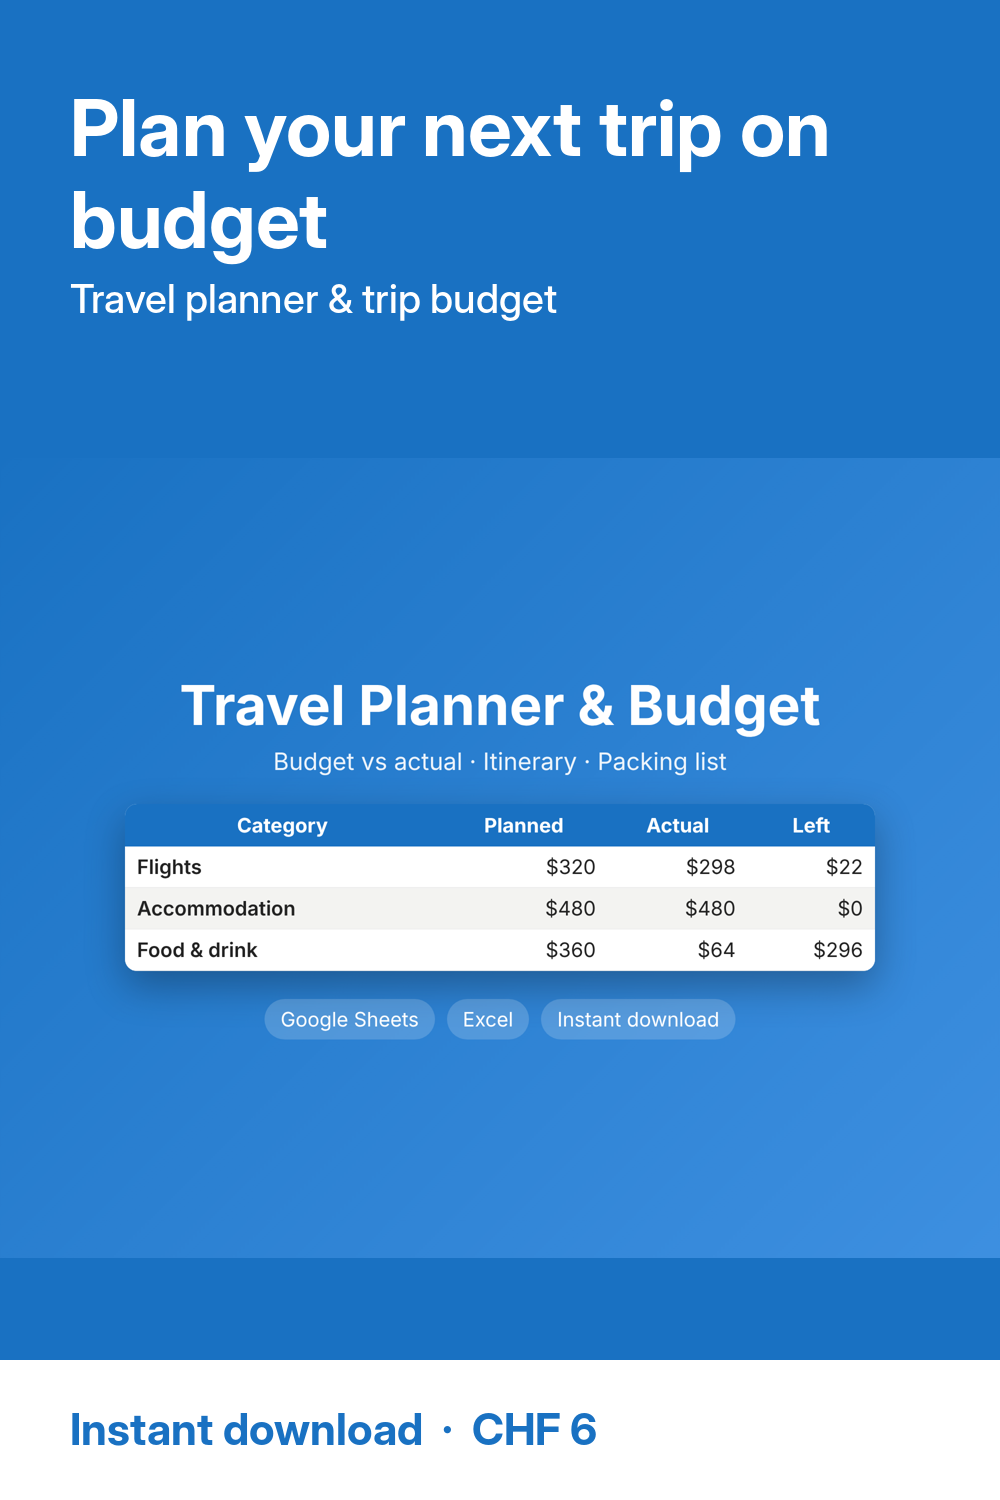 Plan your next trip on
budget
Travel planner & trip budget
Travel Planner & Budget
Budget vs actual · Itinerary · Packing list
Category Planned Actual Left
Flights $320 $298 $22
Accommodation $480 $480 $0
Food & drink $360 $64 $296
Google Sheets Excel Instant download
Instant download · CHF 6